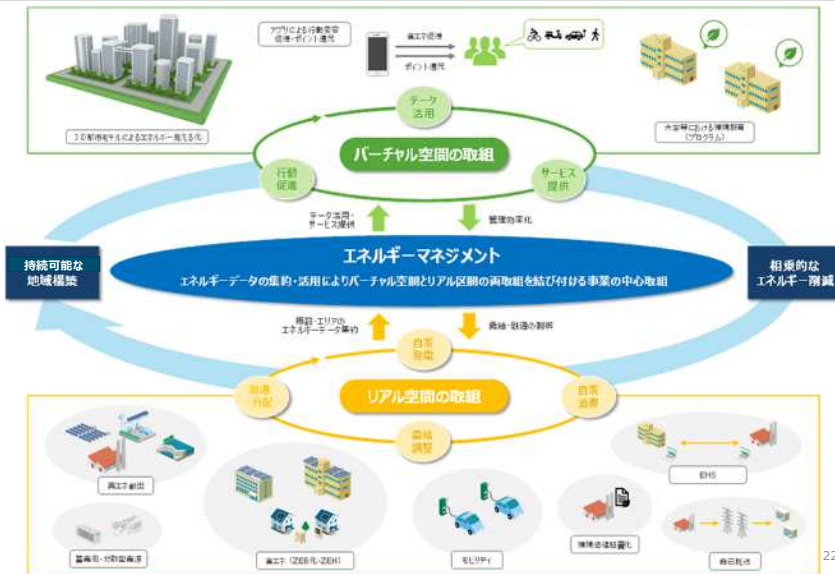 アプリによる行動変容
促進・ポイント還元
省エネ促進
ポイント還元
3D都市モデルによるエネルギー見える化
データ
活用
大学等における環境教育
(プログラム)
バーチャル空間の取組
行動
促進
サービス
提供
データ活用・
サービス提供
管理効率化
持続可能な
地域構築
エネルギーマネジメント
エネルギーデータの集約・活用によりバーチャル空間とリアル区間の両取組を結び付ける事業の中心取組
相乗的な
エネルギー削減
施設・エリアの
エネルギーデータ集約
需給・融通の制御
自家
発電
融通
・分配
リアル空間の取組
自家
消費
需給
調整
再エネ創出
EMS
蓄電池・分散型電源
省エネ(ZEB化・ZEH)
モビリティ
環境価値証書化
自己託送
22